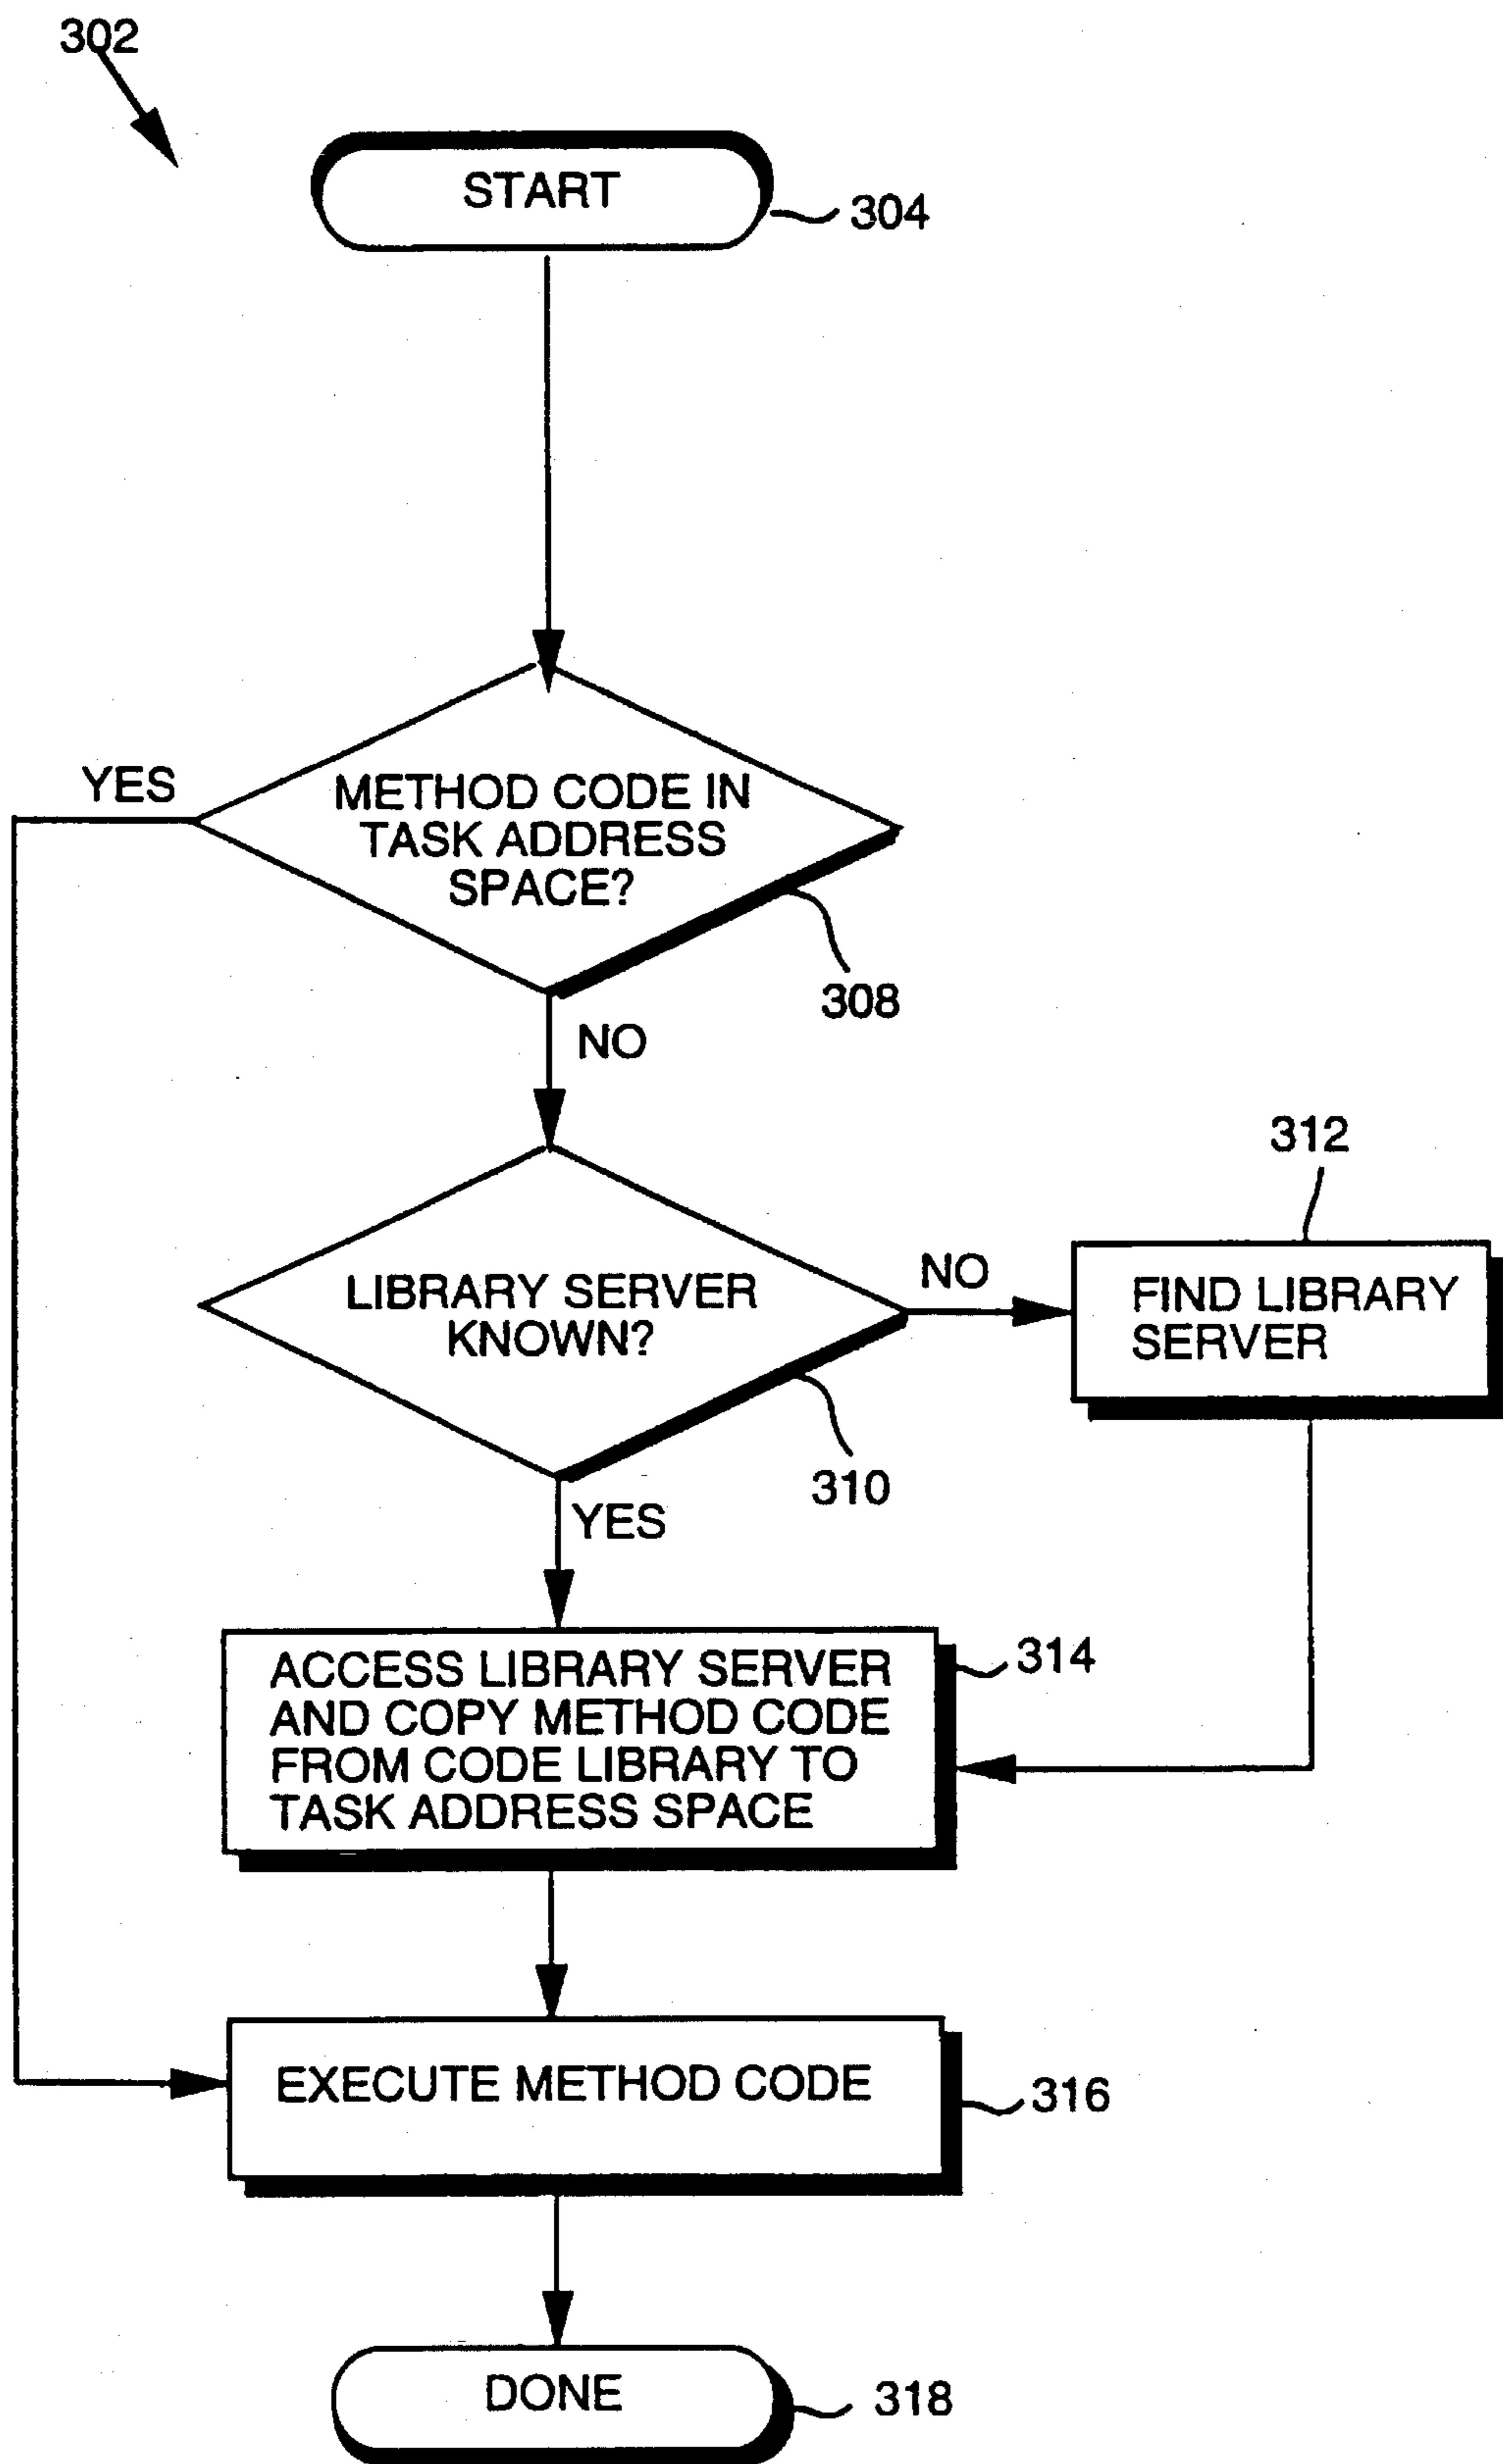 302
START
304
YES
METHOD CODE IN
TASK ADDRESS
SPACE?
308
NO
312
LIBRARY SERVER
KNOWN?
NO
FIND LIBRARY
SERVER
310
YES
ACCESS LIBRARY SERVER
AND COPY METHOD CODE
FROM CODE LIBRARY TO
TASK ADDRESS SPACE
314
EXECUTE METHOD CODE
316
DONE
318